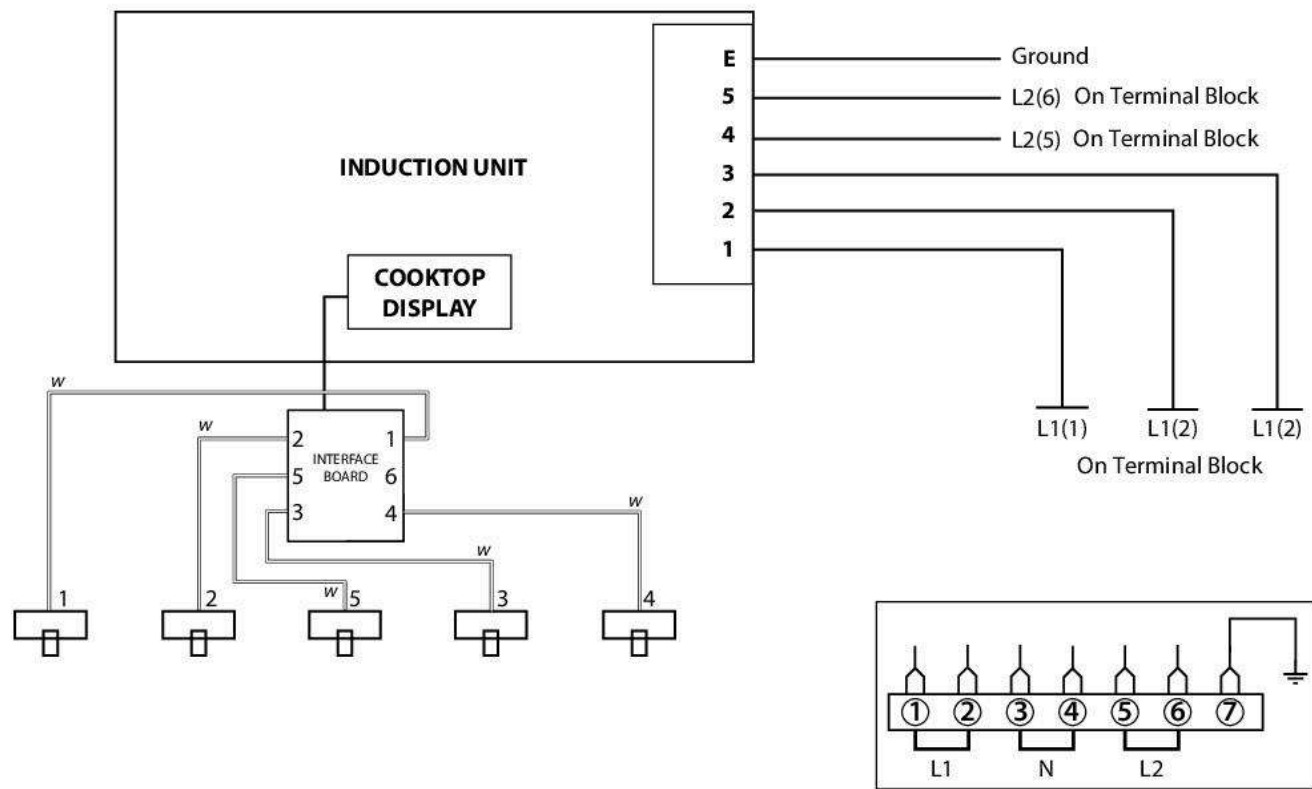 E
Ground
5
L2(6) On Terminal Block
4
L2(5) On Terminal Block
INDUCTION UNIT
3
2
1
COOKTOP
DISPLAY
L1(1)
L1(2)
L1(2)
On Terminal Block
w
w
2
1
INTERFACE
BOARD
5
6
3
4
w
w
w
1
2
5
3
4
1
2
3
4
5
6
7
L1
N
L2